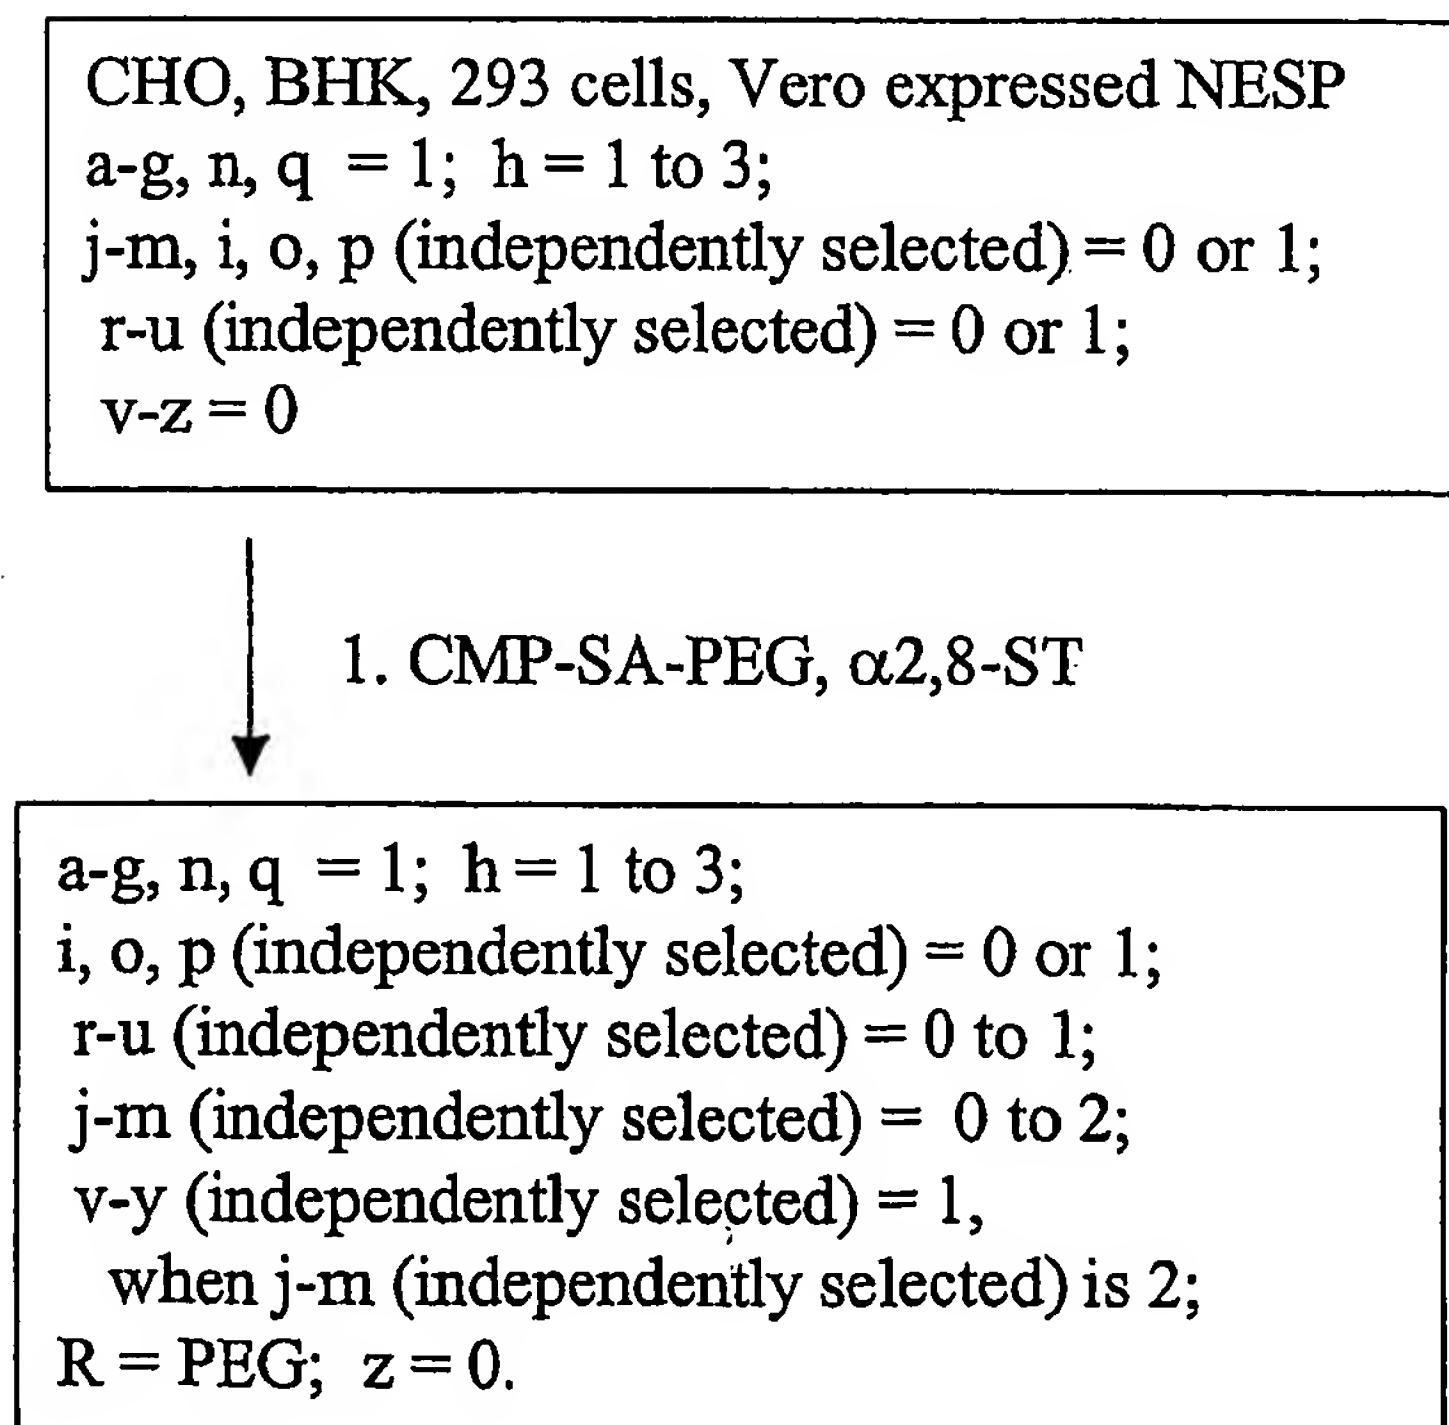 CHO, BHK, 293 cells, Vero expressed NESP
a-g, n, q = 1; h = 1 to 3;
j-m, i, o, p (independently selected) = 0 or 1;
r-u (independently selected) = 0 or 1;
v-z = 0
1. CMP-SA-PEG, α2,8-ST
a-g, n, q = 1; h = 1 to 3;
i, o, p (independently selected) = 0 or 1;
r-u (independently selected) = 0 to 1;
j-m (independently selected) = 0 to 2;
v-y (independently selected) = 1,
when j-m (independently selected) is 2;
R = PEG; z = 0.